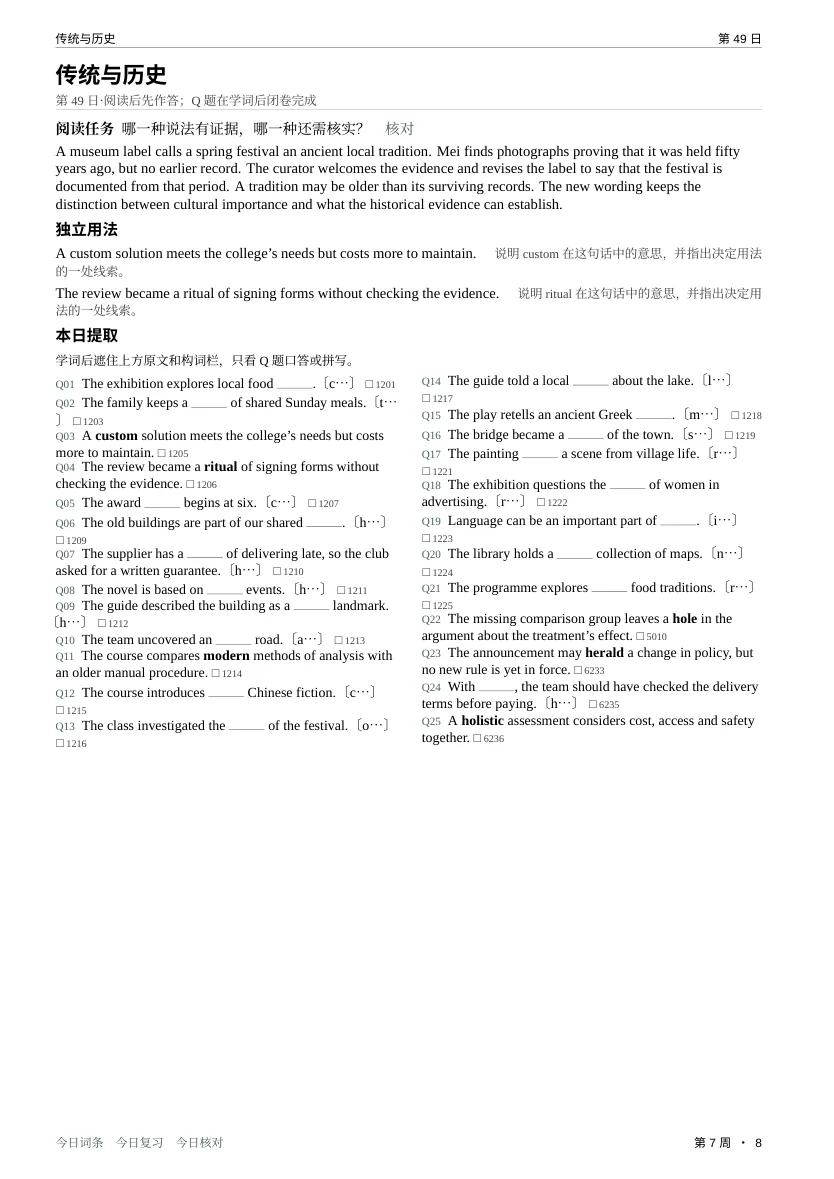 传统与历史
第 49 日
传统与历史
第 49 日·阅读后先作答；Q 题在学词后闭卷完成
阅读任务 哪一种说法有证据，哪一种还需核实？ 核对
A museum label calls a spring festival an ancient local tradition. Mei finds photographs proving that it was held fifty
years ago, but no earlier record. The curator welcomes the evidence and revises the label to say that the festival is
documented from that period. A tradition may be older than its surviving records. The new wording keeps the
distinction between cultural importance and what the historical evidence can establish.
独立用法
A custom solution meets the college’s needs but costs more to maintain. 说明 custom 在这句话中的意思，并指出决定用法
的一处线索。
The review became a ritual of signing forms without checking the evidence. 说明 ritual 在这句话中的意思，并指出决定用
法的一处线索。
本日提取
学词后遮住上方原文和构词栏，只看 Q 题口答或拼写。
Q01 The exhibition explores local food _____.〔c···〕 □ 1201
Q02 The family keeps a _____ of shared Sunday meals.〔t···
〕 □ 1203
Q03 A custom solution meets the college’s needs but costs
more to maintain. □ 1205
Q04 The review became a ritual of signing forms without
checking the evidence. □ 1206
Q05 The award _____ begins at six.〔c···〕 □ 1207
Q06 The old buildings are part of our shared _____.〔h···〕
□ 1209
Q07 The supplier has a _____ of delivering late, so the club
asked for a written guarantee.〔h···〕 □ 1210
Q08 The novel is based on _____ events.〔h···〕 □ 1211
Q09 The guide described the building as a _____ landmark.
〔h···〕 □ 1212
Q10 The team uncovered an _____ road.〔a···〕 □ 1213
Q11 The course compares modern methods of analysis with
an older manual procedure. □ 1214
Q12 The course introduces _____ Chinese fiction.〔c···〕
□ 1215
Q13 The class investigated the _____ of the festival.〔o···〕
□ 1216
Q14 The guide told a local _____ about the lake.〔l···〕
□ 1217
Q15 The play retells an ancient Greek _____.〔m···〕 □ 1218
Q16 The bridge became a _____ of the town.〔s···〕 □ 1219
Q17 The painting _____ a scene from village life.〔r···〕
□ 1221
Q18 The exhibition questions the _____ of women in
advertising.〔r···〕 □ 1222
Q19 Language can be an important part of _____.〔i···〕
□ 1223
Q20 The library holds a _____ collection of maps.〔n···〕
□ 1224
Q21 The programme explores _____ food traditions.〔r···〕
□ 1225
Q22 The missing comparison group leaves a hole in the
argument about the treatment’s effect. □ 5010
Q23 The announcement may herald a change in policy, but
no new rule is yet in force. □ 6233
Q24 With _____, the team should have checked the delivery
terms before paying.〔h···〕 □ 6235
Q25 A holistic assessment considers cost, access and safety
together. □ 6236
今日词条 今日复习 今日核对
第 7 周 · 8